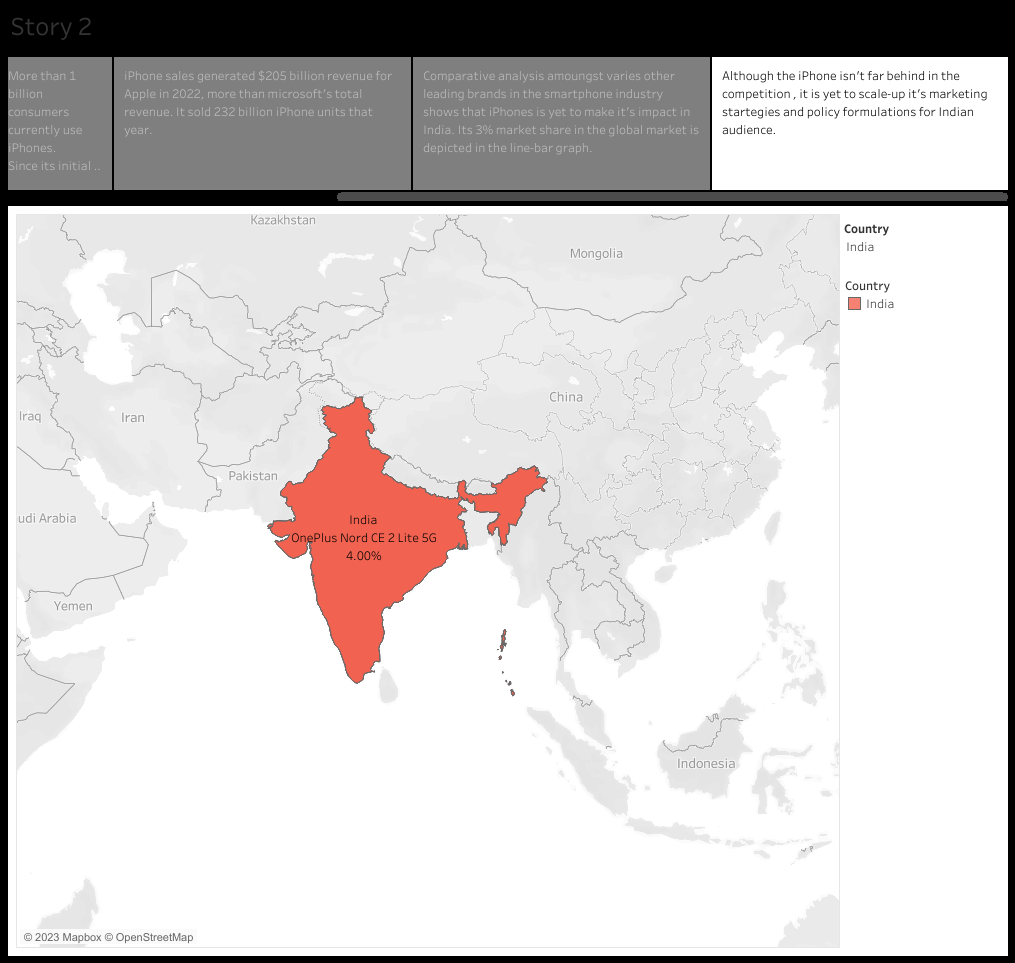 Story 2
More than 1
billion
consumers
currently use
iPhones.
Since its initial ..
iPhone sales generated $205 billion revenue for
Apple in 2022, more than microsoft's total
revenue. It sold 232 billion iPhone units that
year.
Comparative analysis amoungst varies other
leading brands in the smartphone industry
shows that iPhones is yet to make it's impact in
India. Its 3% market share in the global market is
depicted in the line-bar graph.
Although the iPhone isn't far behind in the
competition , it is yet to scale-up it's marketing
startegies and policy formulations for Indian
audience.
Kazakhstan
Mongolia
China
Iraq
Iran
Pakistan
udi Arabia
Yemen
India
OnePlus Nord CE 2 Lite 5G
4.00%
Indonesia
© 2023 Mapbox © OpenStreetMap
Country
India
Country
India